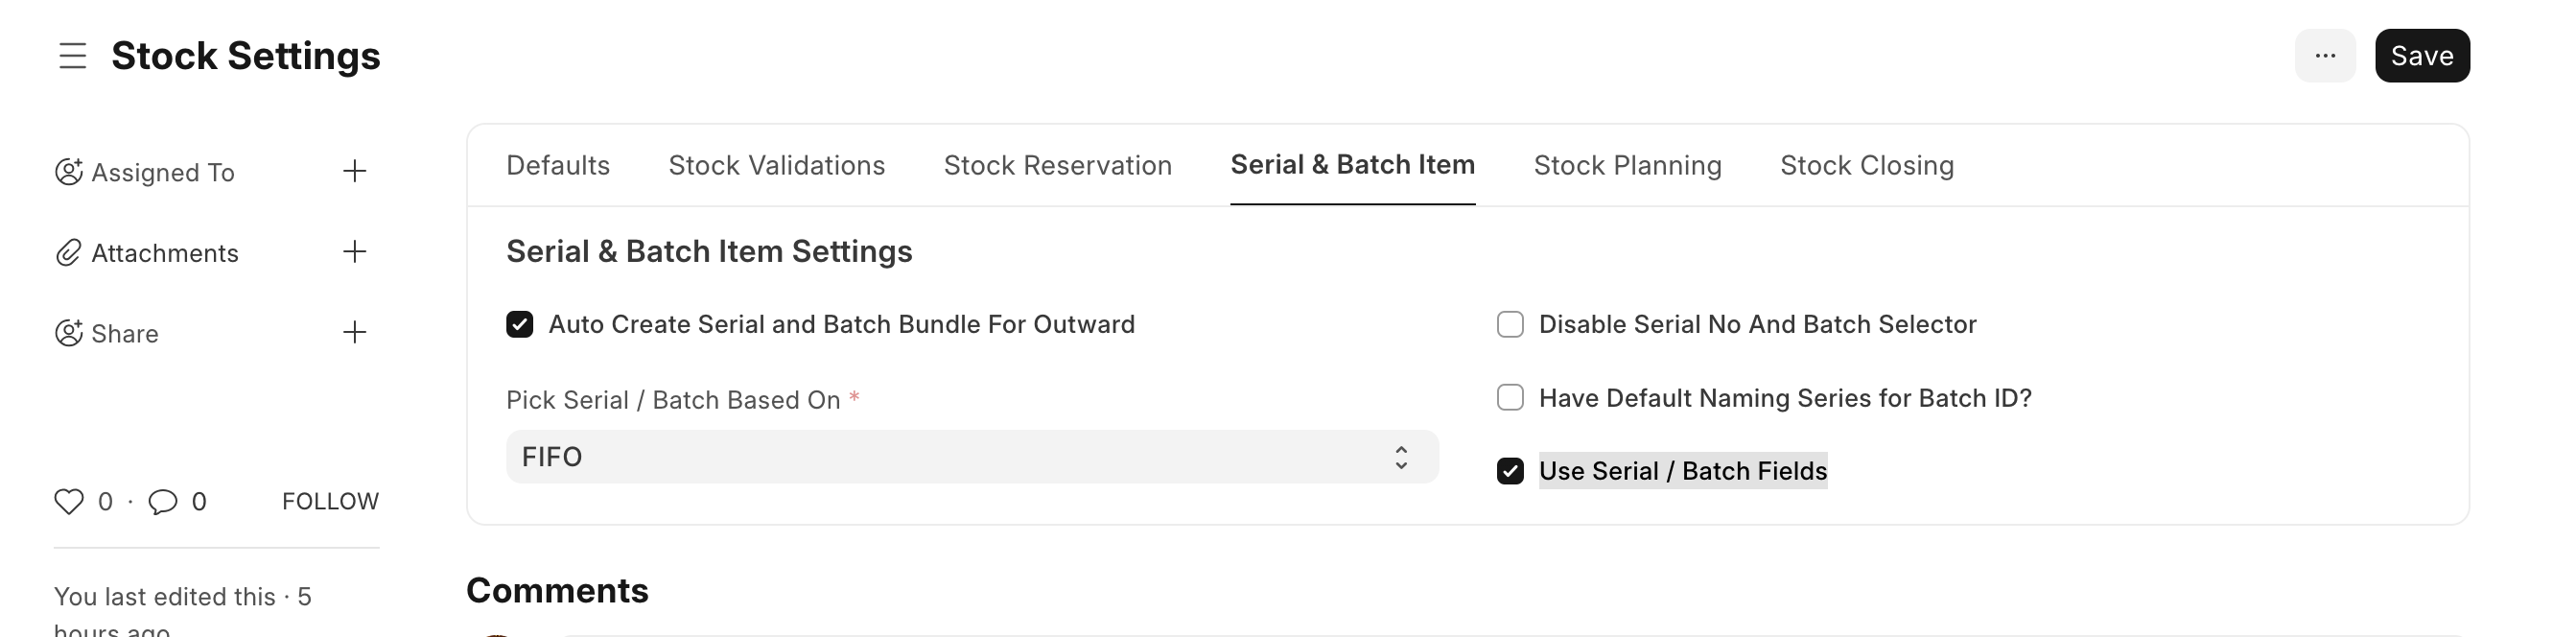 Stock Settings
...
Save
Assigned To
Attachments
Share
0 · 0 FOLLOW
You last edited this · 5
hours ago
Defaults Stock Validations Stock Reservation Serial & Batch Item Stock Planning Stock Closing
Serial & Batch Item Settings
Auto Create Serial and Batch Bundle For Outward
Pick Serial / Batch Based On *
FIFO
Disable Serial No And Batch Selector
Have Default Naming Series for Batch ID?
Use Serial / Batch Fields
Comments